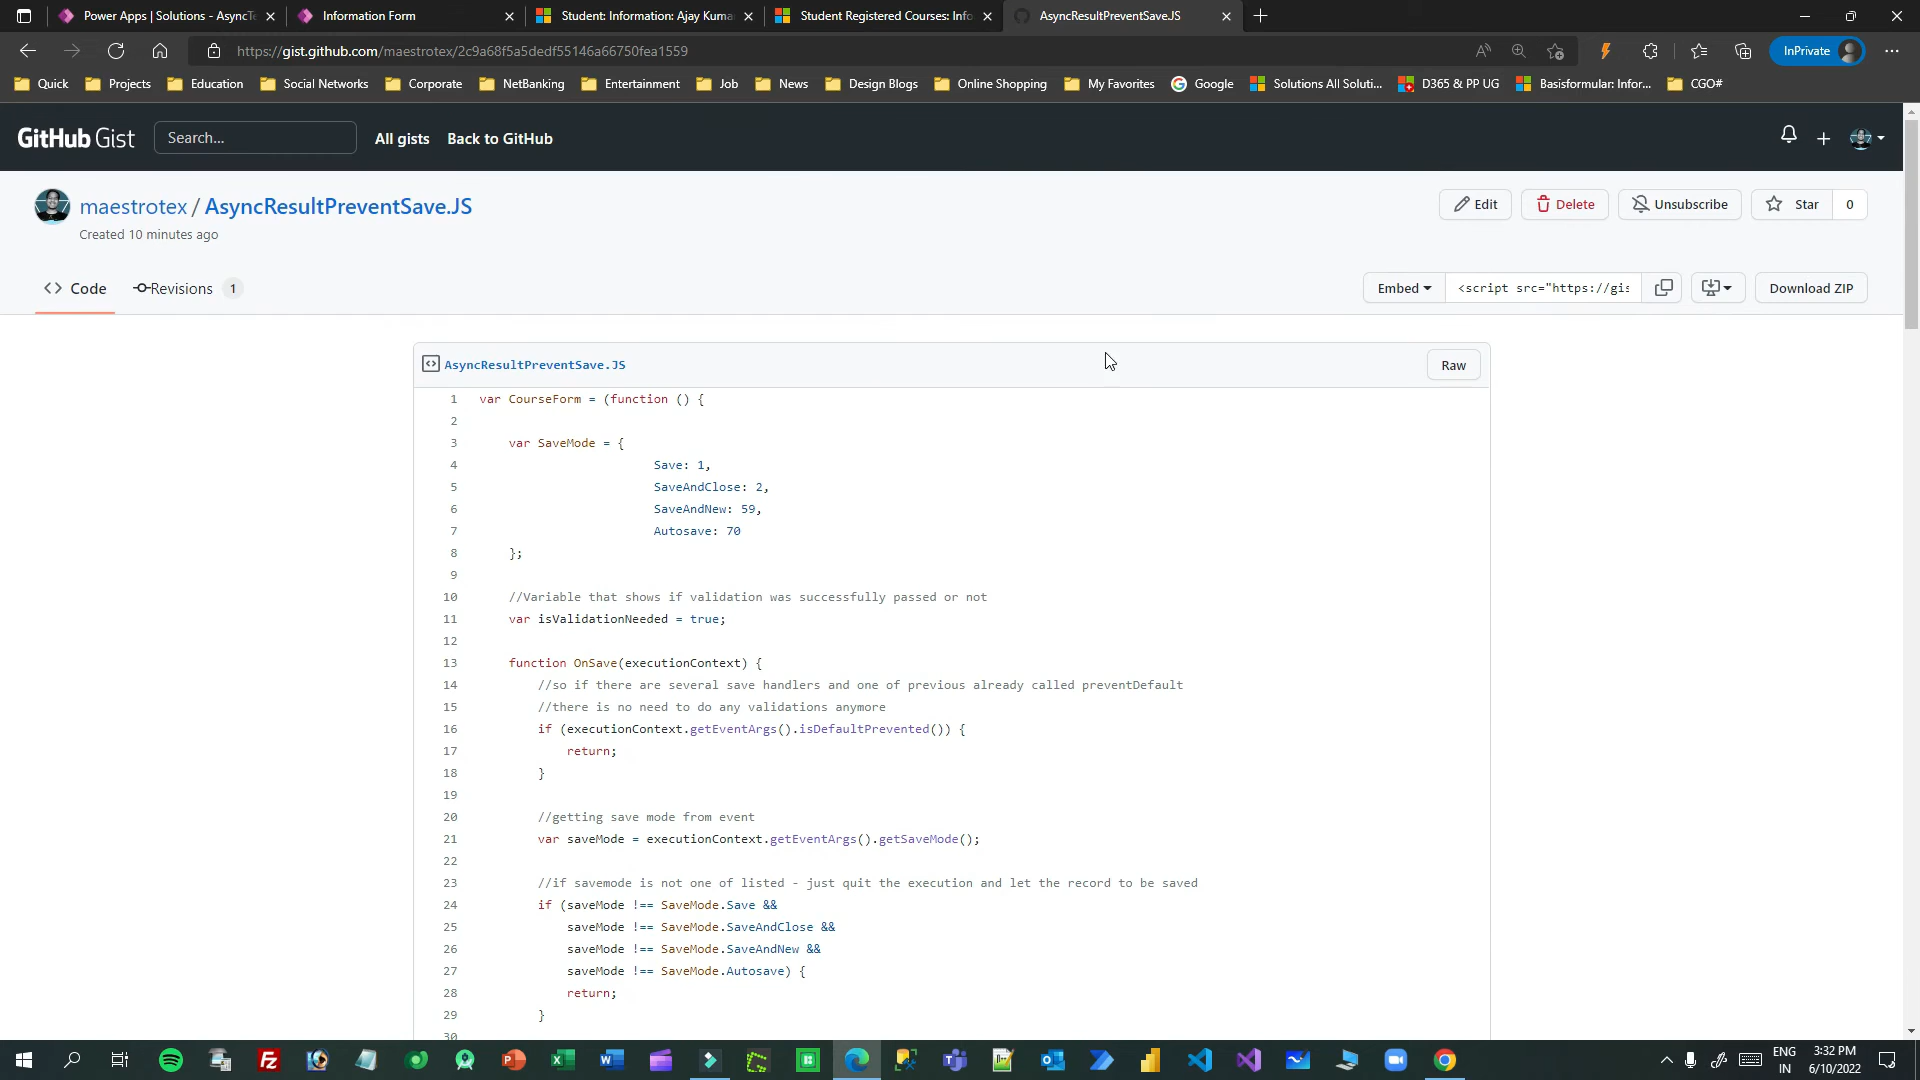 Power Apps | Solutions - AsyncTe
Information Form
Student: Information: Ajay Kuma
Student Registered Courses: Info
AsyncResultPreventSave.JS
https://gist.github.com/maestrotex/2c9a68f5a5dedf55146a66750fea1559
InPrivate
Quick
Projects
Education
Social Networks
Corporate
NetBanking
Entertainment
Job
News
Design Blogs
Online Shopping
My Favorites
Google
Solutions All Soluti...
D365 & PP UG
Basisformular: Infor...
CGO#
GitHub Gist
Search...
All gists
Back to GitHub
maestrotex / AsyncResultPreventSave.JS
Created 10 minutes ago
Edit
Delete
Unsubscribe
Star
0
Code
Revisions 1
Embed
<script src="https://gis
Download ZIP
AsyncResultPreventSave.JS
Raw
1 var CourseForm = (function () {
2
3 var SaveMode = {
4 Save: 1,
5 SaveAndClose: 2,
6 SaveAndNew: 59,
7 Autosave: 70
8 };
9
10 //Variable that shows if validation was successfully passed or not
11 var isValidationNeeded = true;
12
13 function OnSave(executionContext) {
14 //so if there are several save handlers and one of previous already called preventDefault
15 //there is no need to do any validations anymore
16 if (executionContext.getEventArgs().isDefaultPrevented()) {
17 return;
18 }
19
20 //getting save mode from event
21 var saveMode = executionContext.getEventArgs().getSaveMode();
22
23 //if savemode is not one of listed - just quit the execution and let the record to be saved
24 if (saveMode !== SaveMode.Save &&
25 saveMode !== SaveMode.SaveAndClose &&
26 saveMode !== SaveMode.SaveAndNew &&
27 saveMode !== SaveMode.Autosave) {
28 return;
29 }
30
ENG
IN
3:32 PM
6/10/2022